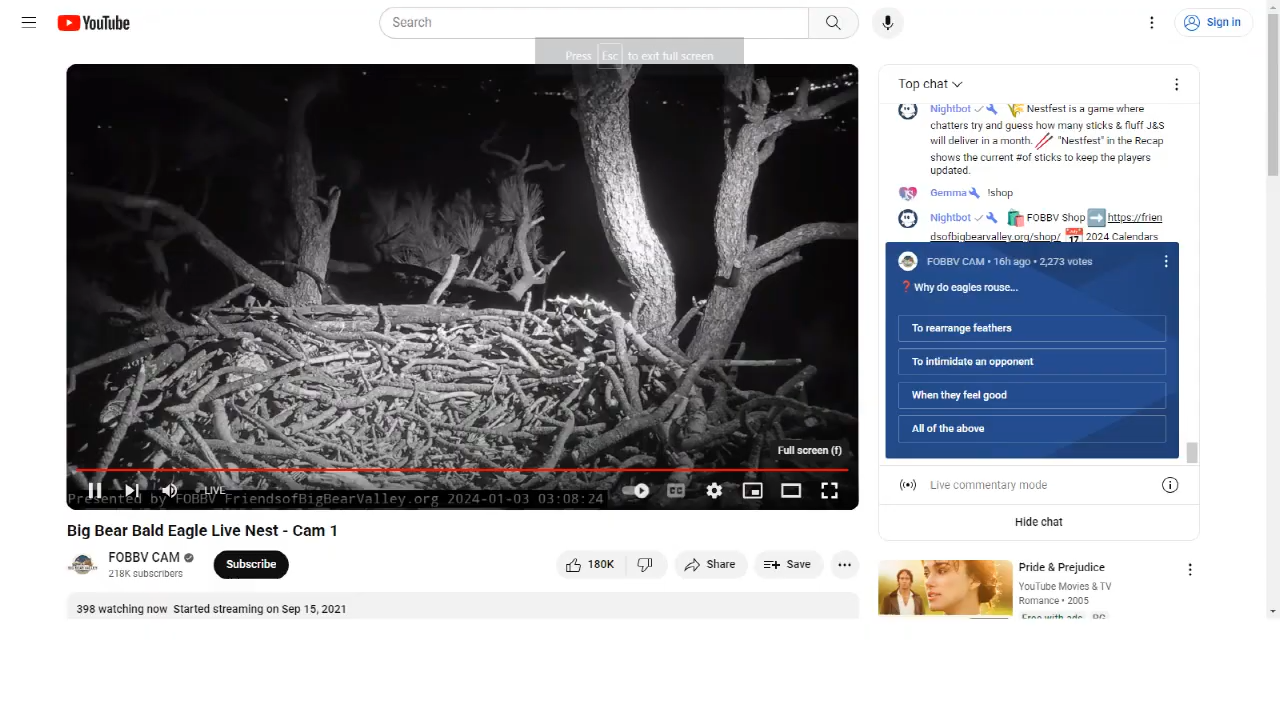 YouTube
Search
Sign in
Press Esc to exit full screen
Full screen (f)
LIVE
Presented by FOBBV FriendsofBigBearValley.org 2024-01-03 03:08:24
Big Bear Bald Eagle Live Nest - Cam 1
FOBBV CAM
218K subscribers
Subscribe
180K
Share
Save
398 watching now Started streaming on Sep 15, 2021
Top chat
Nightbot Nestfest is a game where
chatters try and guess how many sticks & fluff J&S
will deliver in a month. "Nestfest" in the Recap
shows the current #of sticks to keep the players
updated.
Gemma !shop
Nightbot FOBBV Shop https://frien
dsofbigbearvalley.org/shop/ 2024 Calendars
FOBBV CAM • 16h ago • 2,273 votes
❓Why do eagles rouse...
To rearrange feathers
To intimidate an opponent
When they feel good
All of the above
Live commentary mode
Hide chat
Pride & Prejudice
YouTube Movies & TV
Romance • 2005
Free with ads PG